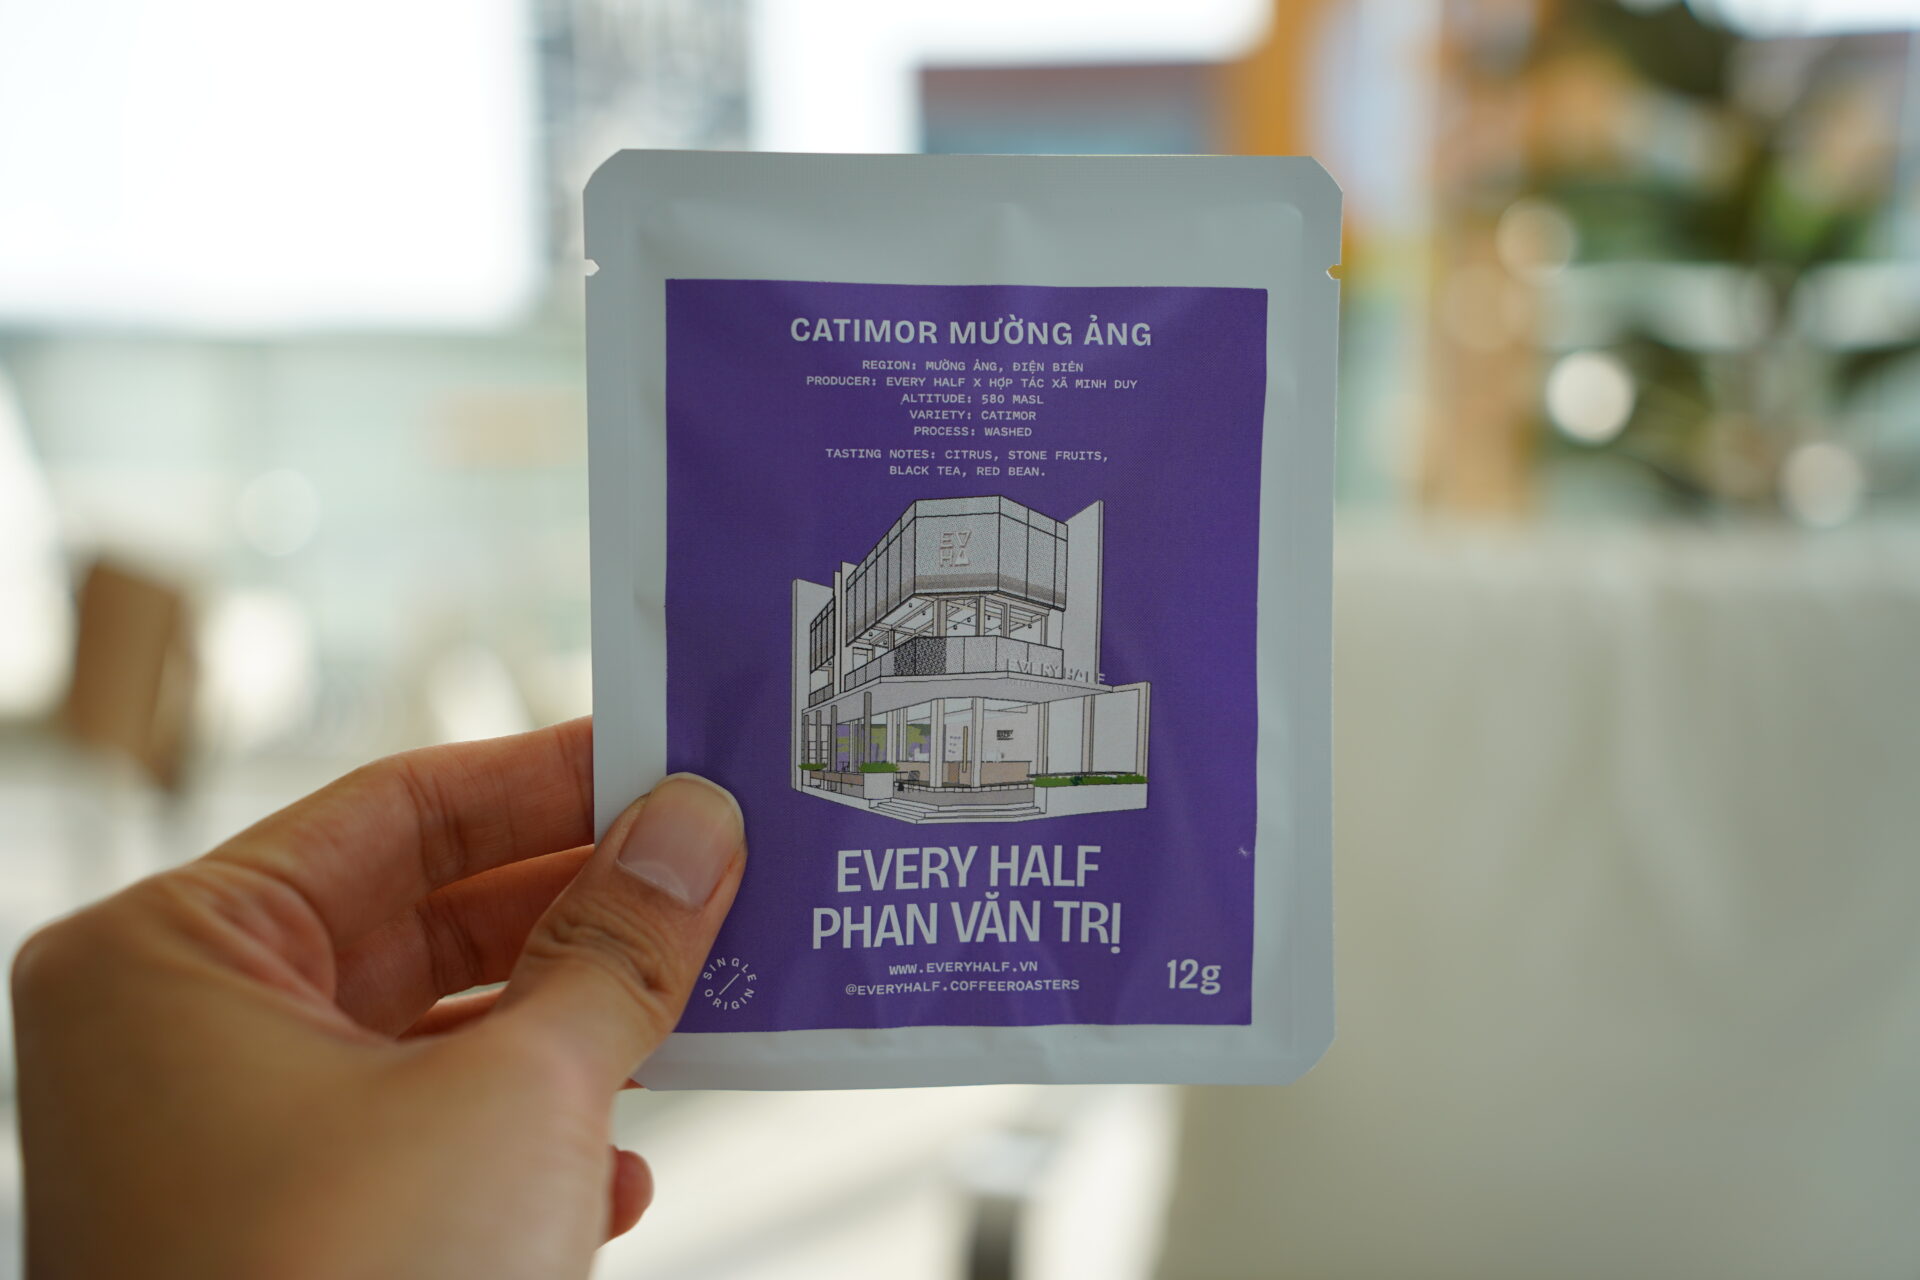 CATIMOR MƯỜNG ẢNG
REGION: MƯỜNG ẢNG, ĐIỆN BIÊN
PRODUCER: EVERY HALF X HỢP TÁC XÃ MINH DUY
ALTITUDE: 580 MASL
VARIETY: CATIMOR
PROCESS: WASHED
TASTING NOTES: CITRUS, STONE FRUITS,
BLACK TEA, RED BEAN.
EV
HA
EVERY HALF
EVERY HALF
PHAN VĂN TRỊ
WWW.EVERYHALF.VN
@EVERYHALF.COFFEEROASTERS
SINGLE
ORIGIN
12g